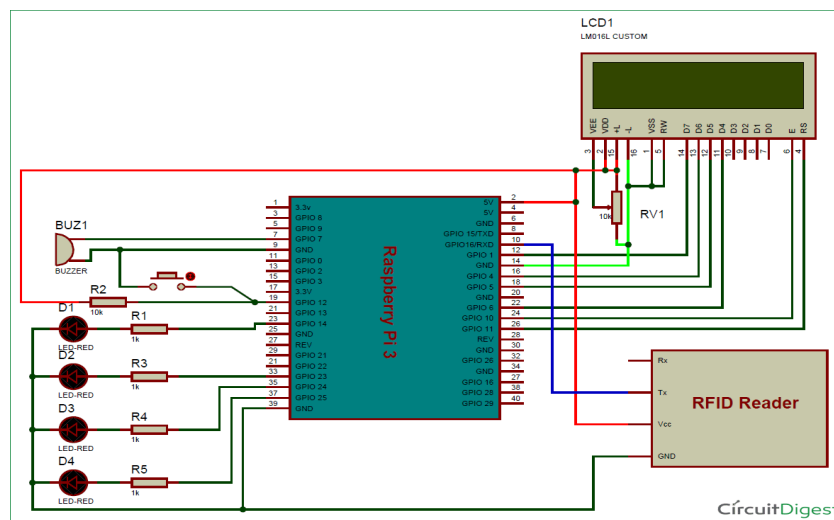 LCD1
LM016L CUSTOM
VEE VDD +L -L VSS RW D7 D6 D5 D4 D3 D2 D1 D0 E RS
3 2 15 16 1 5 14 13 12 11 10 9 8 7 6 4
RV1
10k
BUZ1
BUZZER
R2
10k
D1
LED-RED
R1
1k
D2
LED-RED
R3
1k
D3
LED-RED
R4
1k
D4
LED-RED
R5
1k
Raspberry Pi 3
1 3.3v
3 GPIO 8
5 GPIO 9
7 GPIO 7
9 GND
11 GPIO 0
13 GPIO 2
15 GPIO 3
17 3.3V
19 GPIO 12
21 GPIO 13
23 GPIO 14
25 GND
27 REV
29 GPIO 21
21 GPIO 22
33 GPIO 23
35 GPIO 24
37 GPIO 25
39 GND
5V 2
5V 4
GND 6
GPIO 15/TXD 8
GPIO16/RXD 10
GPIO 1 12
GND 14
GPIO 4 16
GPIO 5 18
GND 20
GPIO 6 22
GPIO 10 24
GPIO 11 26
REV 28
GND 30
GPIO 26 32
GND 34
GPIO 16 27
GPIO 28 38
GPIO 29 40
RFID Reader
Rx
Tx
Vcc
GND
CírcuitDigest